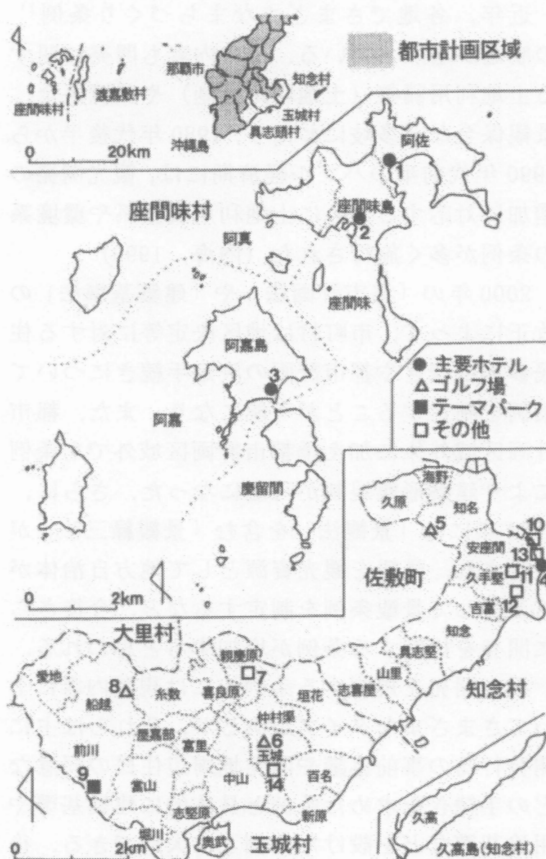 都市計画区域
那覇市
知念村
座間味村
渡嘉敷村
玉城村
具志頭村
沖縄島
20km
阿佐
1
座間味村
座間味島
2
阿嘉
座間味
阿嘉島
3
阿嘉
慶留間
● 主要ホテル
△ ゴルフ場
■ テーマパーク
□ その他
2km
海野
久原
知名
5
安座間
10
13
佐敷町
久手堅
11
4
12
吉富
知念
具志堅
大里村
親慶原
7
山里
愛地
8
船越
糸数
喜良原
垣花
志喜屋
知念村
仲村渠
屋嘉部
富里
6
前川
玉城
9
當山
中山
14
百名
志堅原
新原
堀川
奥武
玉城村
2km
久高
久高島(知念村)